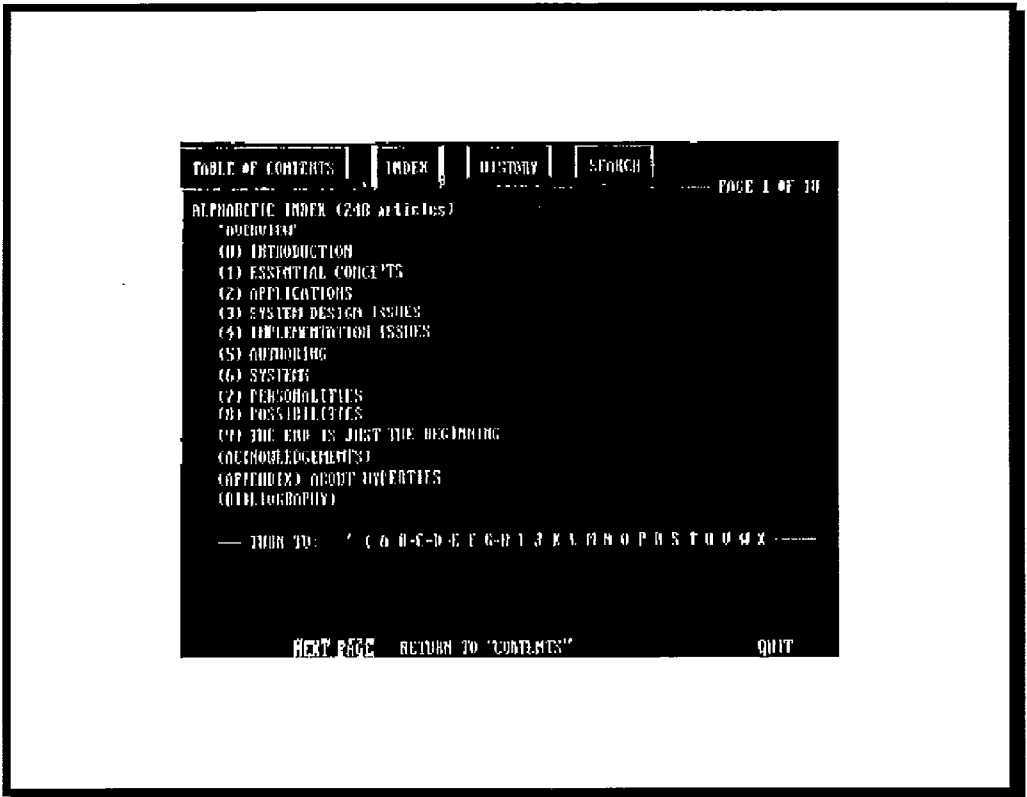 TABLE OF CONTENTS INDEX HISTORY SEARCH
PAGE 1 OF 18
ALPHABETIC INDEX (248 articles)
"OVERVIEW"
(0) INTRODUCTION
(1) ESSENTIAL CONCEPTS
(2) APPLICATIONS
(3) SYSTEM DESIGN ISSUES
(4) IMPLEMENTATION ISSUES
(5) AUTHORING
(6) SYSTEMS
(7) PERSONALITIES
(8) POSSIBILITIES
(9) THE END IS JUST THE BEGINNING
(ACKNOWLEDGEMENTS)
(APPENDIX) ABOUT HYPERTIES
(BIBLIOGRAPHY)
TURN TO: " ( A B-C-D-E F G-H I J K L M N O P R S T U V W X
NEXT PAGE RETURN TO "CONTENTS" QUIT